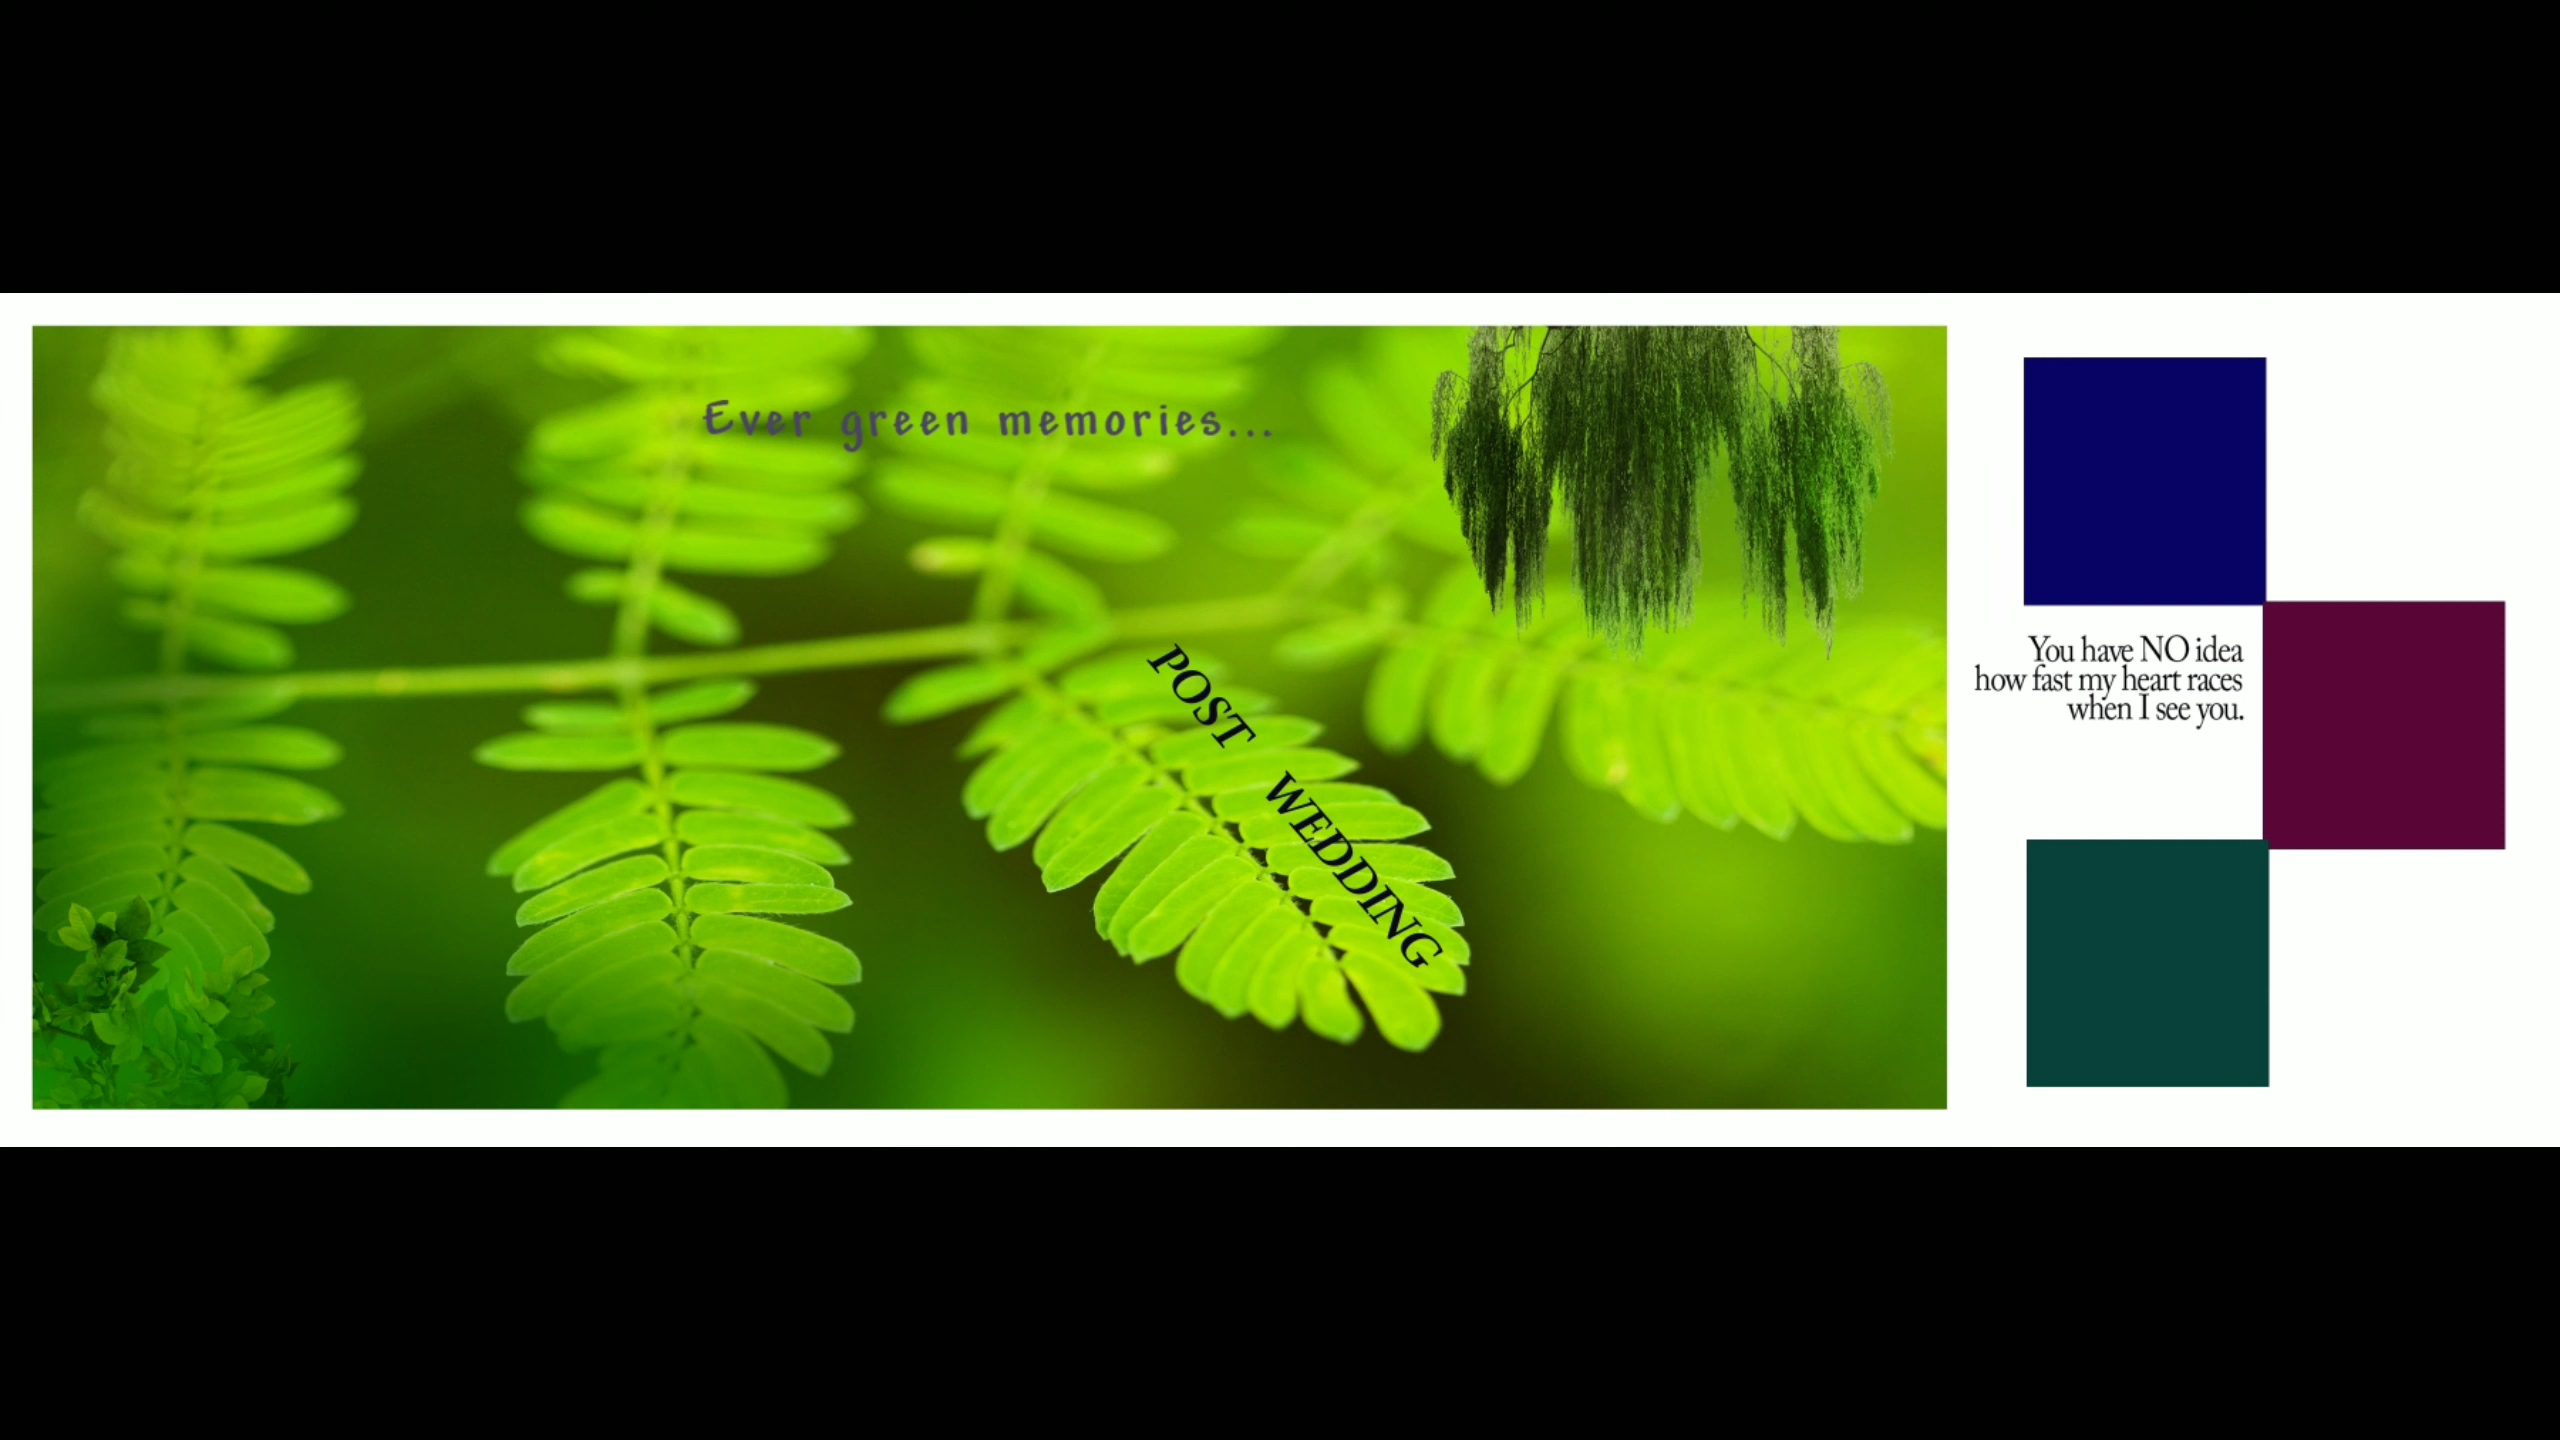 Ever green memories...
POST WEDDING
You have NO idea
how fast my heart races
when I see you.